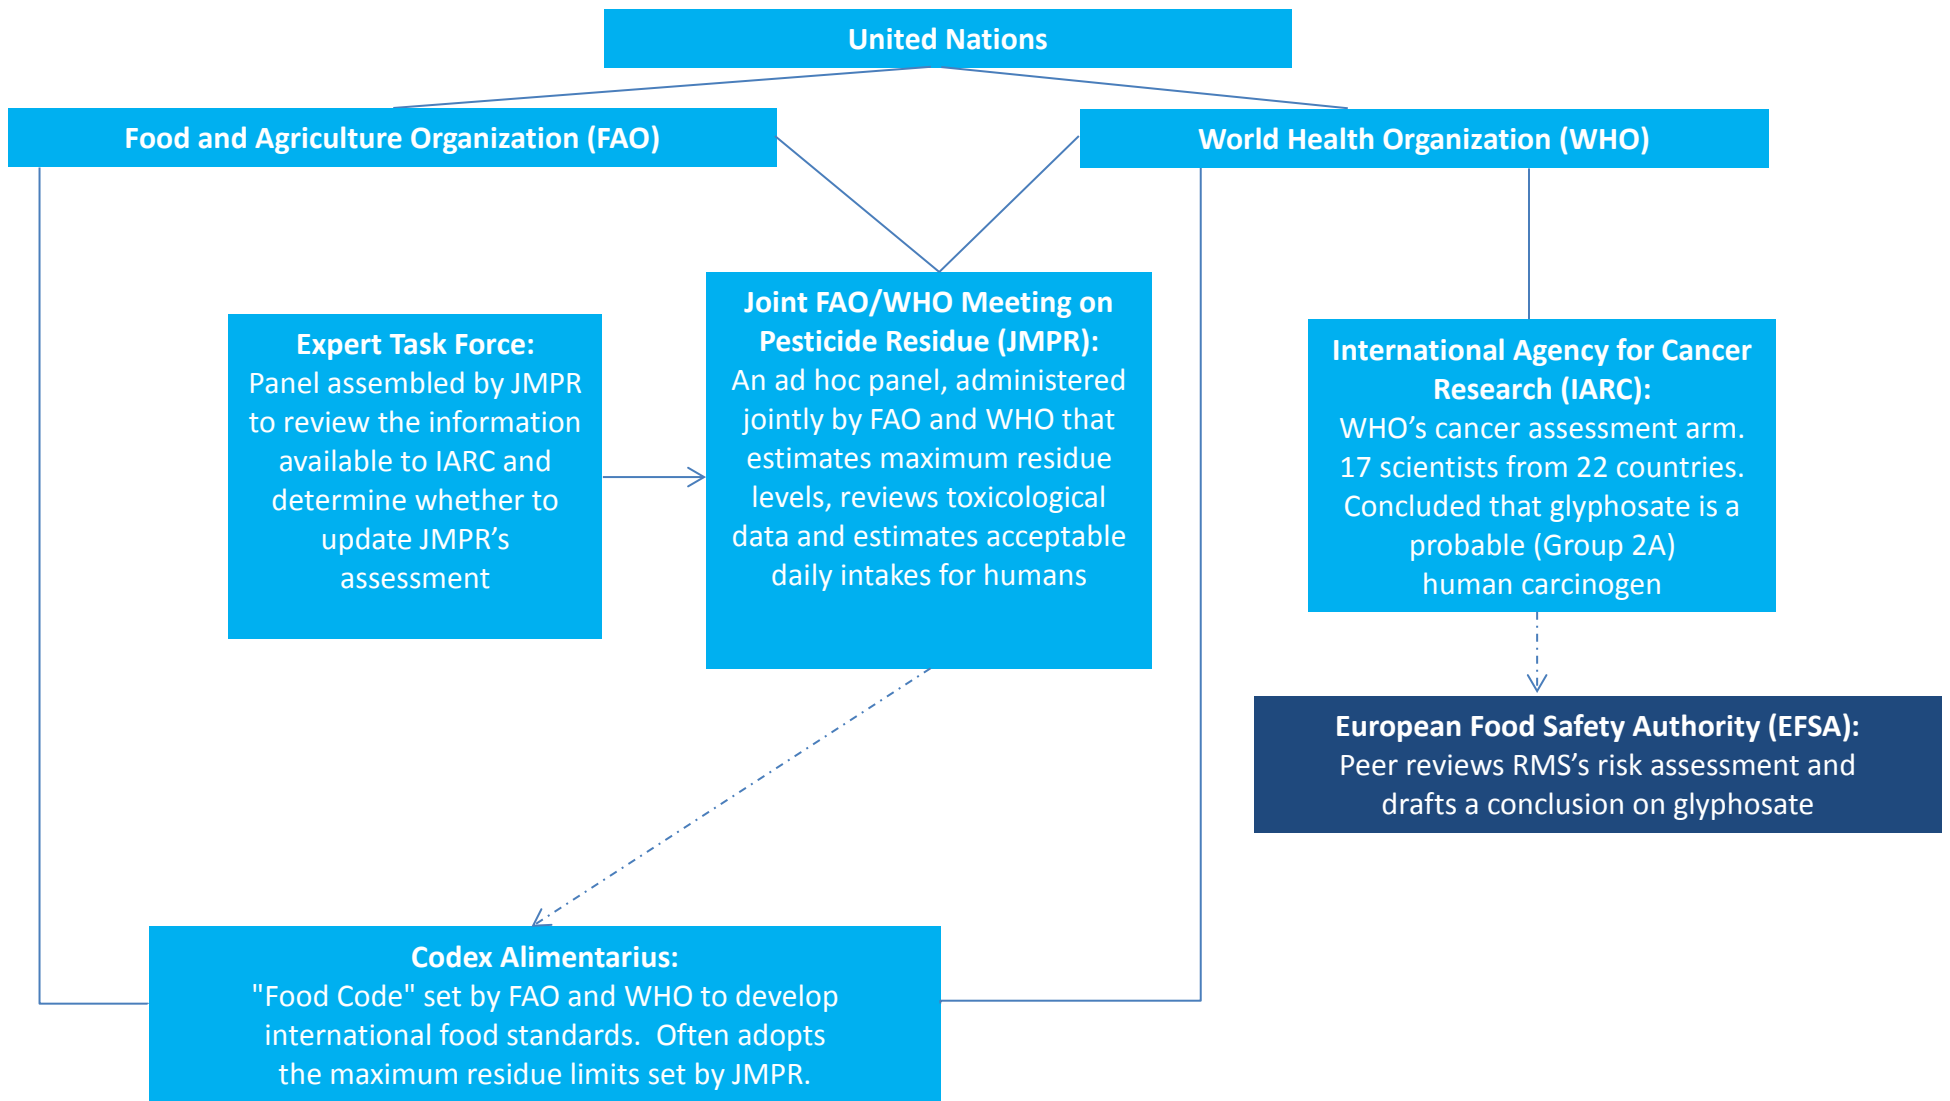 United Nations
Food and Agriculture Organization (FAO)
World Health Organization (WHO)
Expert Task Force:
Panel assembled by JMPR
to review the information
available to IARC and
determine whether to
update JMPR's
assessment
Joint FAO/WHO Meeting on
Pesticide Residue (JMPR):
An ad hoc panel, administered
jointly by FAO and WHO that
estimates maximum residue
levels, reviews toxicological
data and estimates acceptable
daily intakes for humans
International Agency for Cancer
Research (IARC):
WHO's cancer assessment arm.
17 scientists from 22 countries.
Concluded that glyphosate is a
probable (Group 2A)
human carcinogen
European Food Safety Authority (EFSA):
Peer reviews RMS's risk assessment and
drafts a conclusion on glyphosate
Codex Alimentarius:
"Food Code" set by FAO and WHO to develop
international food standards.  Often adopts
the maximum residue limits set by JMPR.